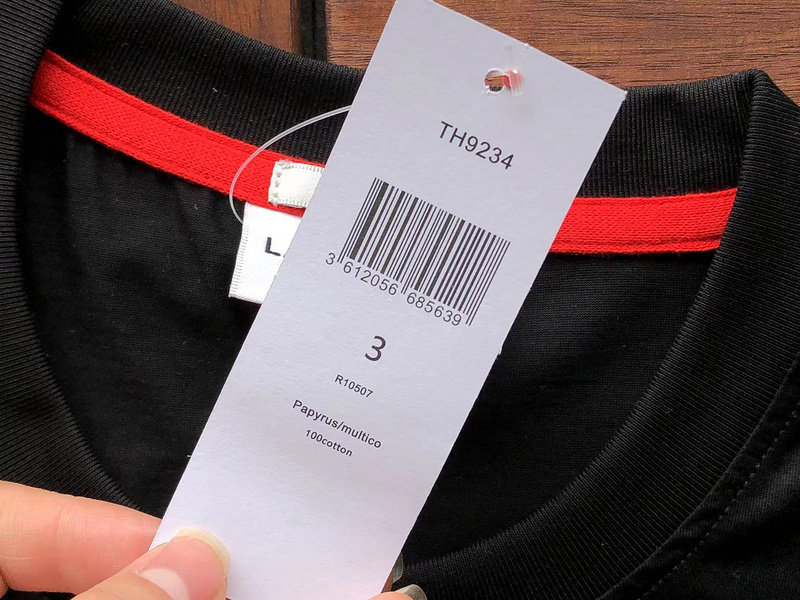 TH9234
3 612056 685639
3
R10507
Papyrus/multico
100cotton
L